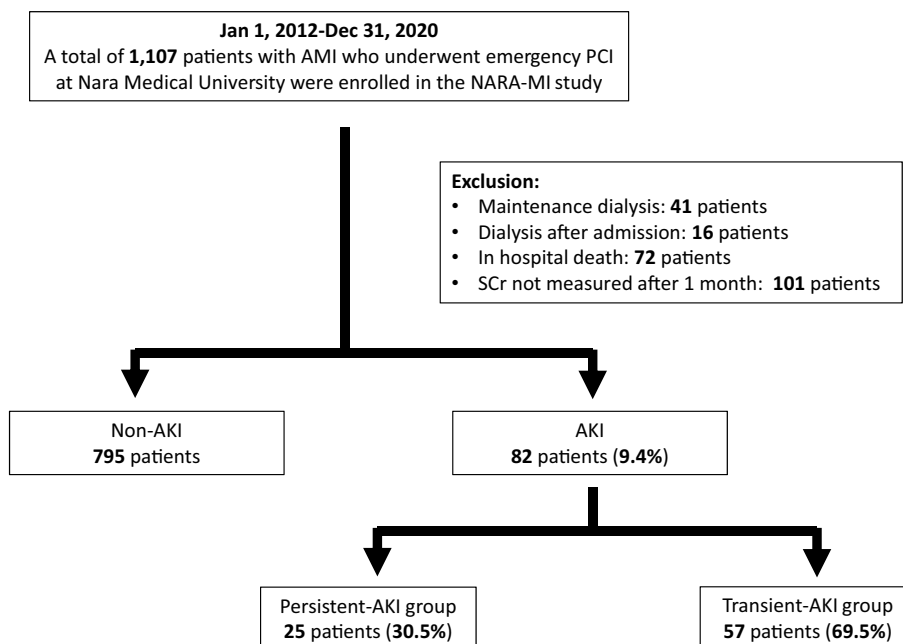 Jan 1, 2012-Dec 31, 2020
A total of 1,107 patients with AMI who underwent emergency PCI
at Nara Medical University were enrolled in the NARA-MI study
Exclusion:
• Maintenance dialysis: 41 patients
• Dialysis after admission: 16 patients
• In hospital death: 72 patients
• SCr not measured after 1 month: 101 patients
Non-AKI
795 patients
AKI
82 patients (9.4%)
Persistent-AKI group
25 patients (30.5%)
Transient-AKI group
57 patients (69.5%)